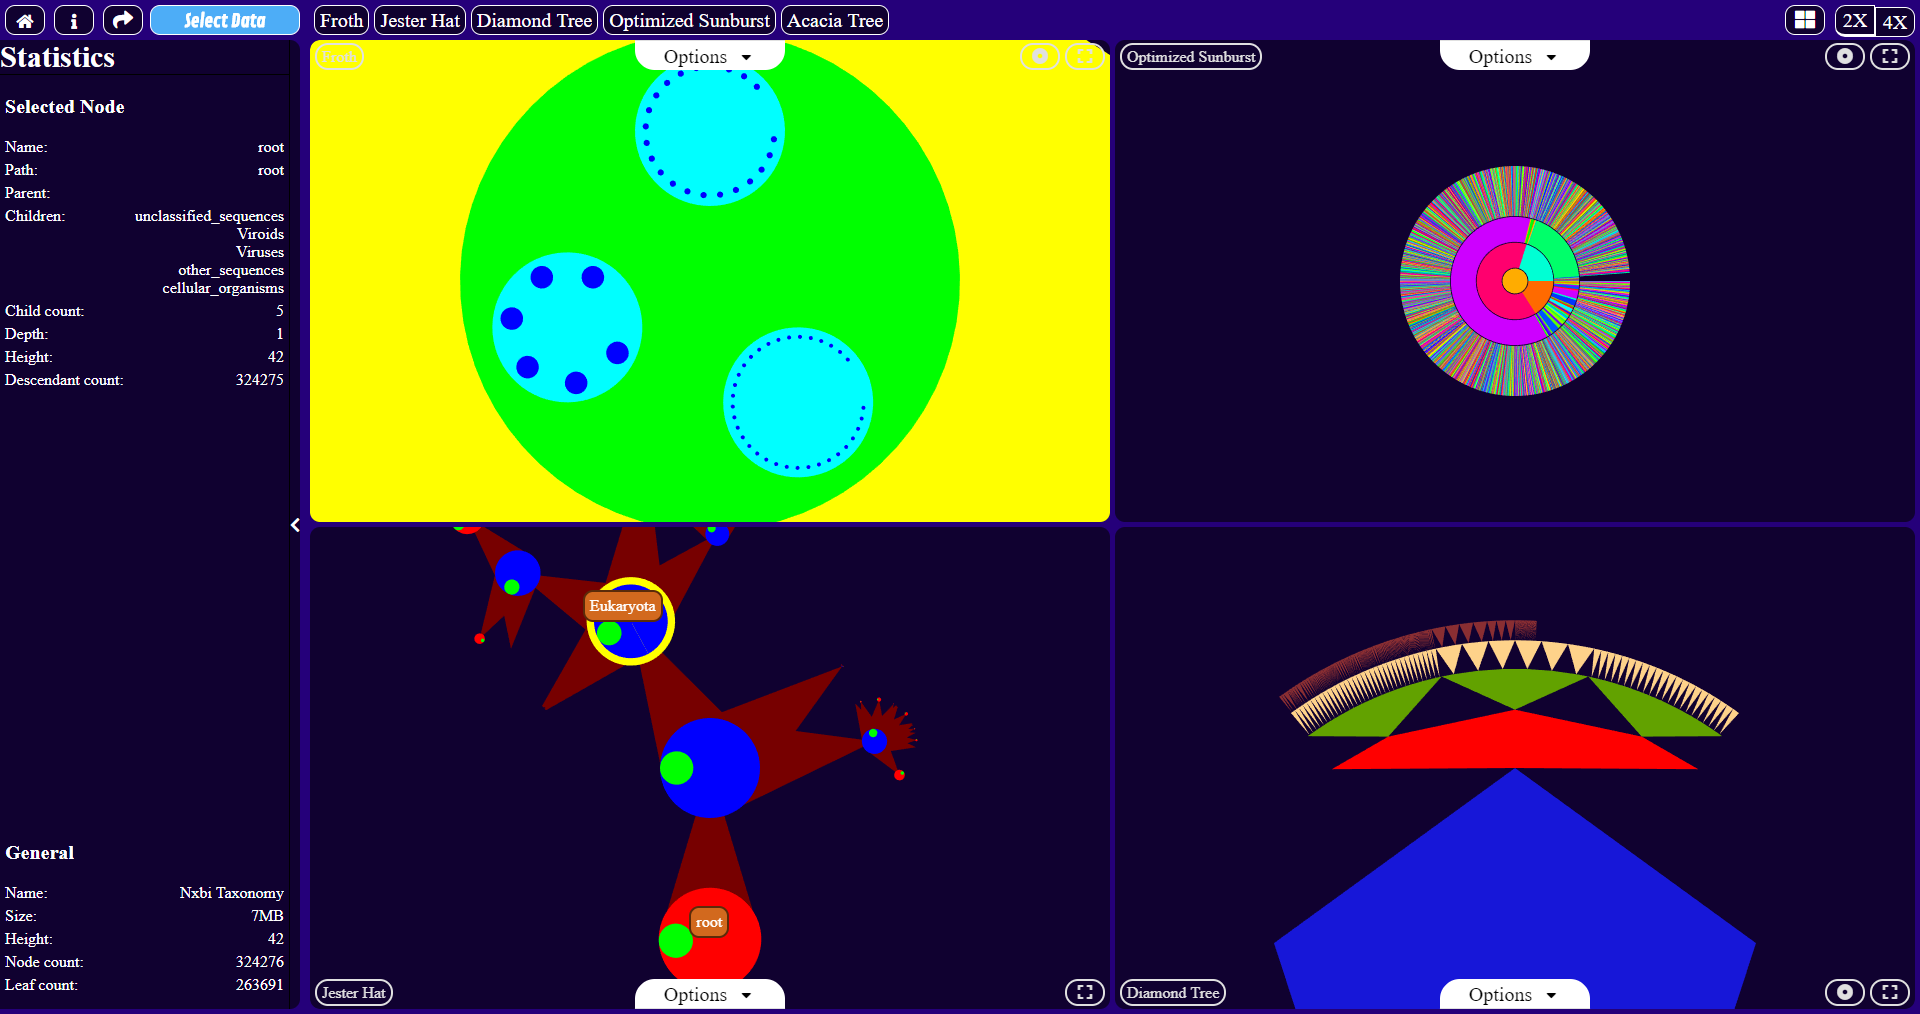 Select Data
Froth
Jester Hat
Diamond Tree
Optimized Sunburst
Acacia Tree
2X
4X
Statistics
Selected Node
Name: root
Path: root
Parent:
Children: unclassified_sequences
Viroids
Viruses
other_sequences
cellular_organisms
Child count: 5
Depth: 1
Height: 42
Descendant count: 324275
General
Name: Nxbi Taxonomy
Size: 7MB
Height: 42
Node count: 324276
Leaf count: 263691
Froth
Options
Optimized Sunburst
Options
Eukaryota
root
Jester Hat
Options
Diamond Tree
Options